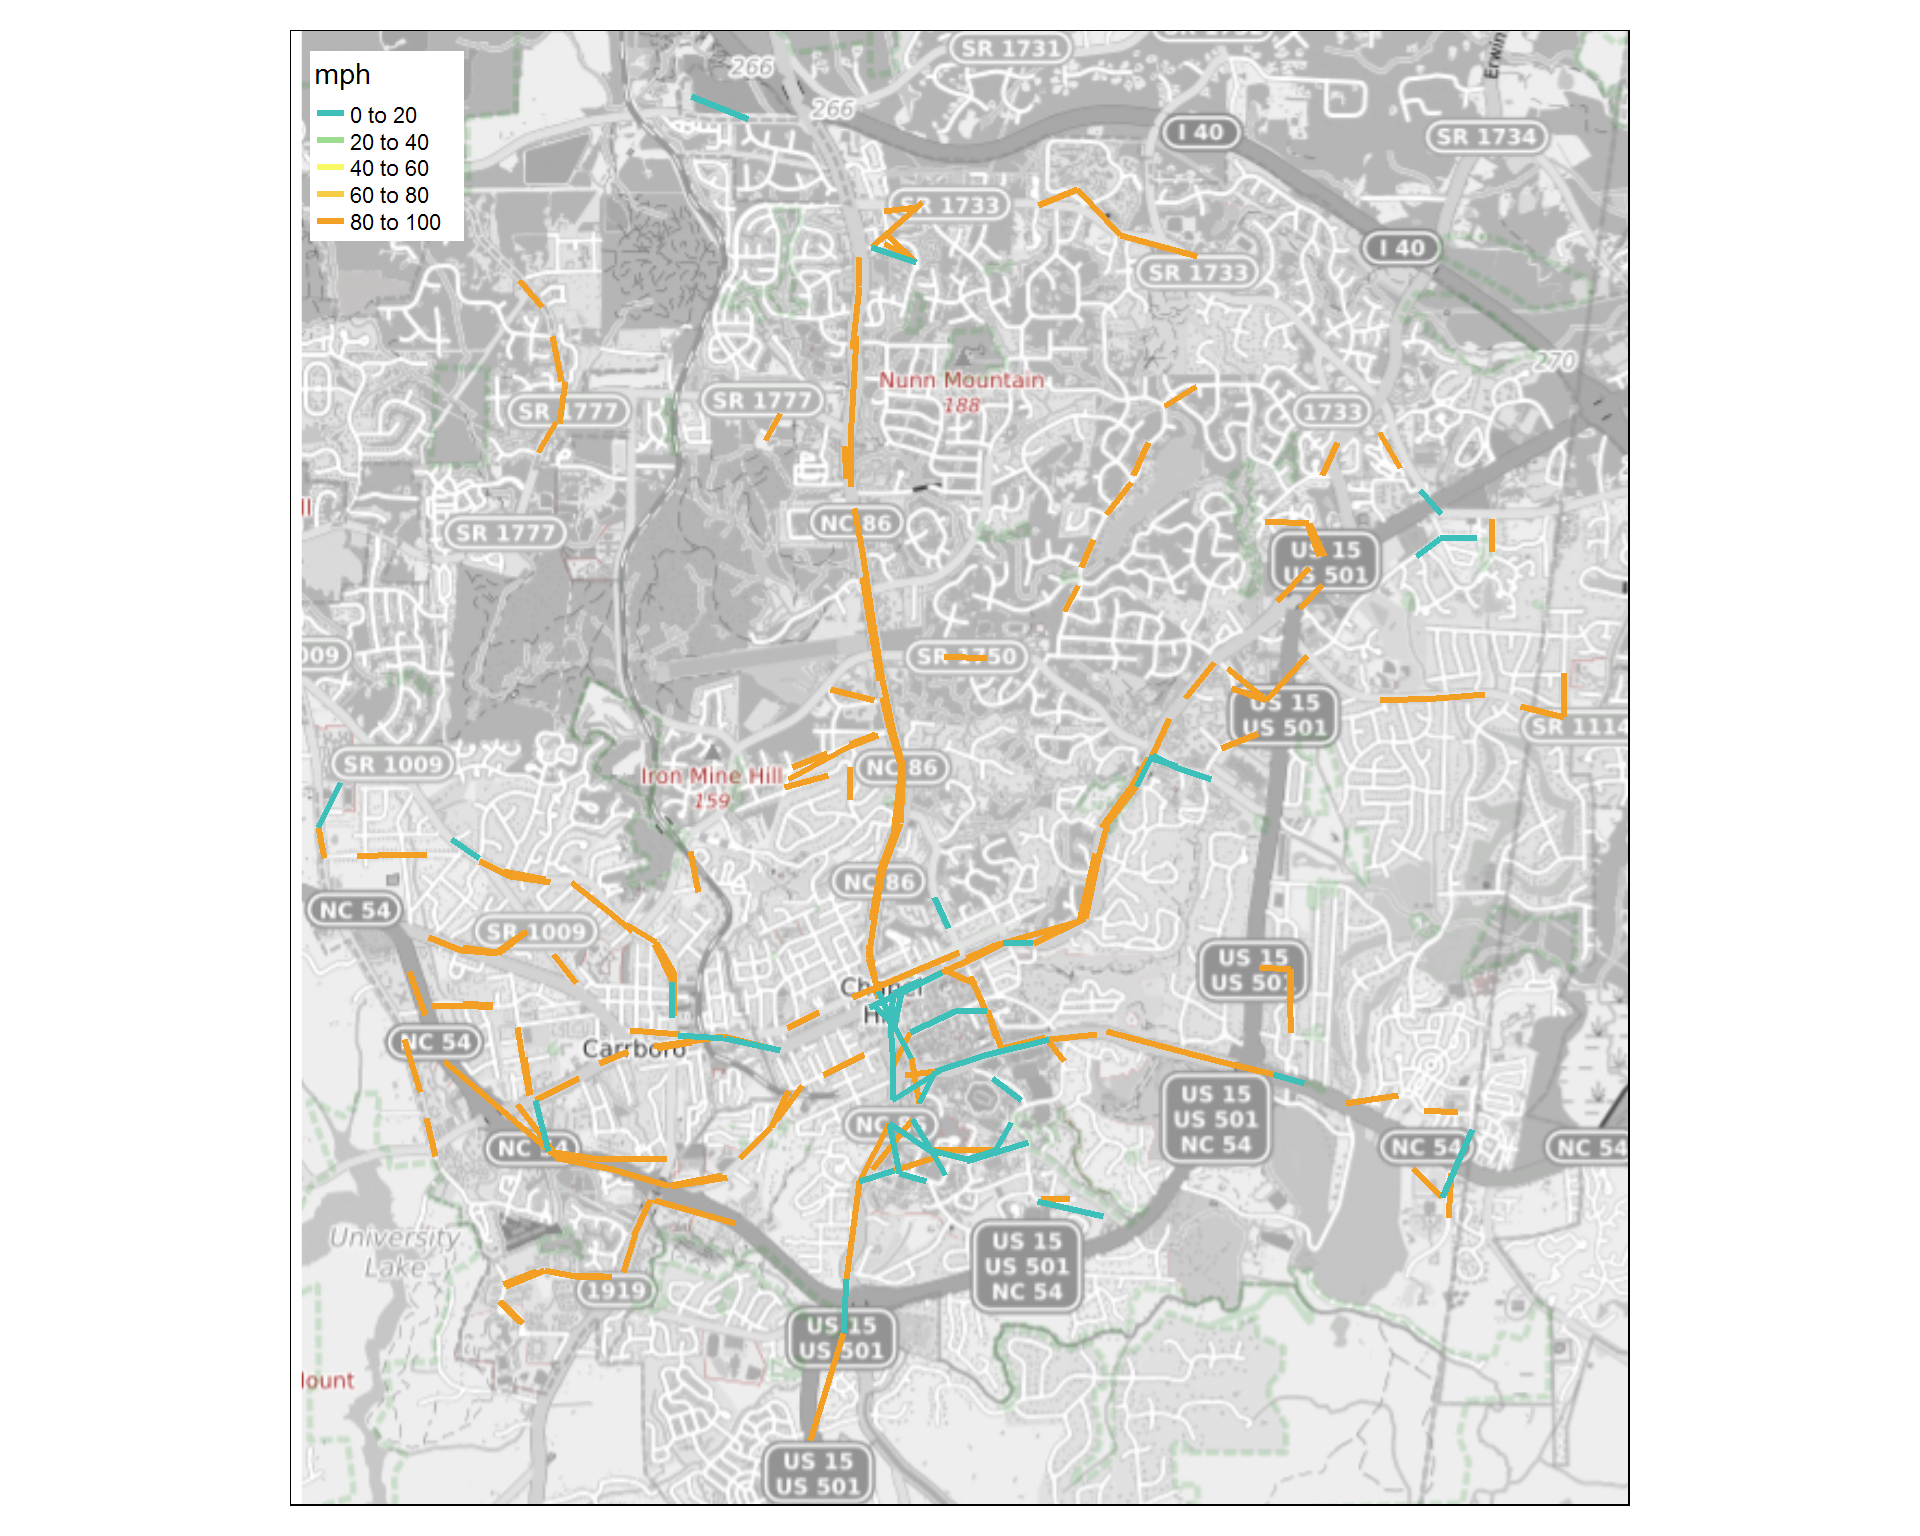 mph
0 to 20
20 to 40
40 to 60
60 to 80
80 to 100
SR 1731
266
266
I 40
SR 1734
Erwin
SR 1733
I 40
SR 1733
270
Nunn Mountain
188
SR 1777
SR 1777
1733
NC 86
SR 1777
US 15
US 501
SR 1750
009
US 15
US 501
SR 1114
SR 1009
Iron Mine Hill
159
NC 86
NC 86
NC 54
SR 1009
US 15
US 501
Chapel
Hill
NC 54
Carrboro
US 15
US 501
NC 54
NC 86
NC 54
NC 54
NC 54
University
Lake
US 15
US 501
NC 54
1919
US 15
US 501
lount
US 15
US 501